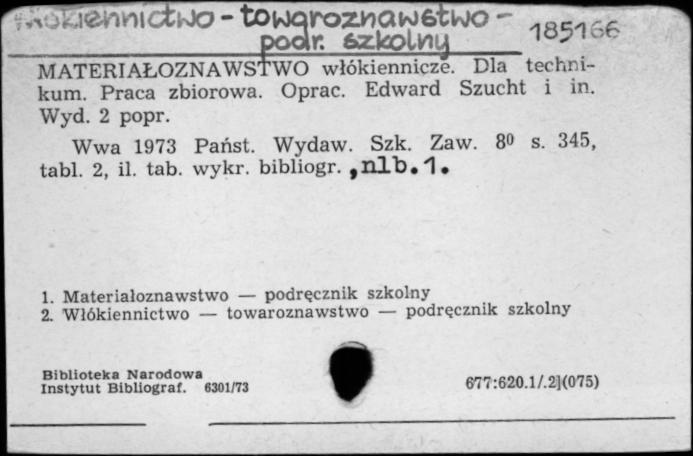 Włókiennictwo - towaroznawstwo -
podr. szkolny
185166
MATERIAŁOZNAWSTWO włókiennicze. Dla techni-
kum. Praca zbiorowa. Oprac. Edward Szucht i in.
Wyd. 2 popr.
Wwa 1973 Państ. Wydaw. Szk. Zaw. 8⁰ s. 345,
tabl. 2, il. tab. wykr. bibliogr. ,nlb.1.
1. Materiałoznawstwo — podręcznik szkolny
2. Włókiennictwo — towaroznawstwo — podręcznik szkolny
Biblioteka Narodowa
Instytut Bibliograf. 6301/73
677:620.1/.2](075)